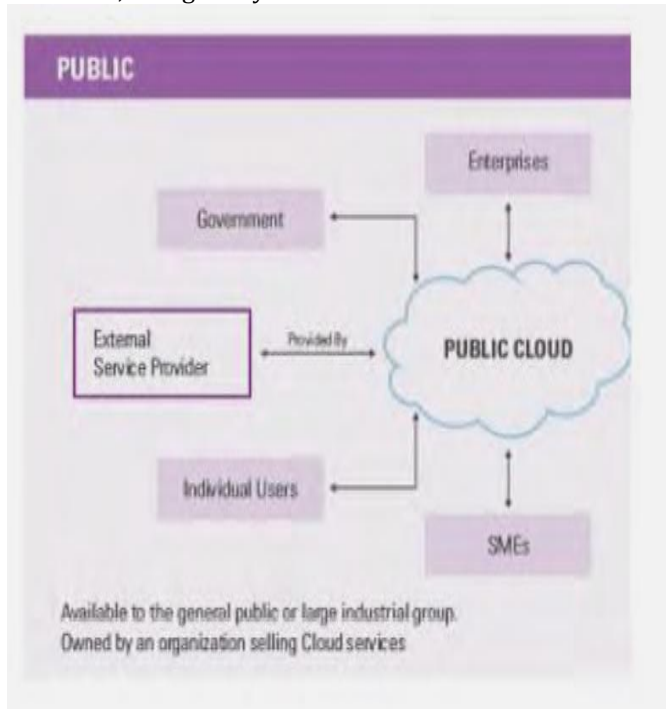 PUBLIC
Enterprises
Government
External
Service Provider
Provided By
PUBLIC CLOUD
Individual Users
SMEs
Available to the general public or large industrial group.
Owned by an organization selling Cloud services